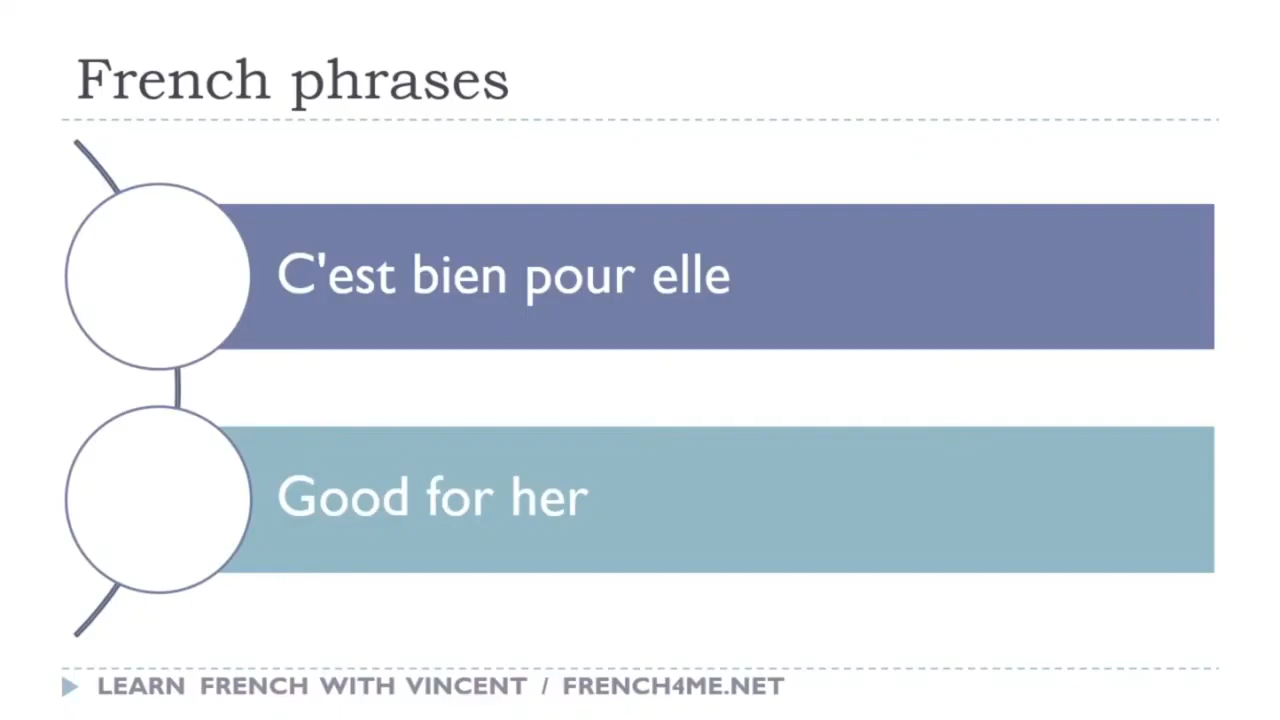 French phrases
C'est bien pour elle
Good for her
LEARN FRENCH WITH VINCENT / FRENCH4ME.NET